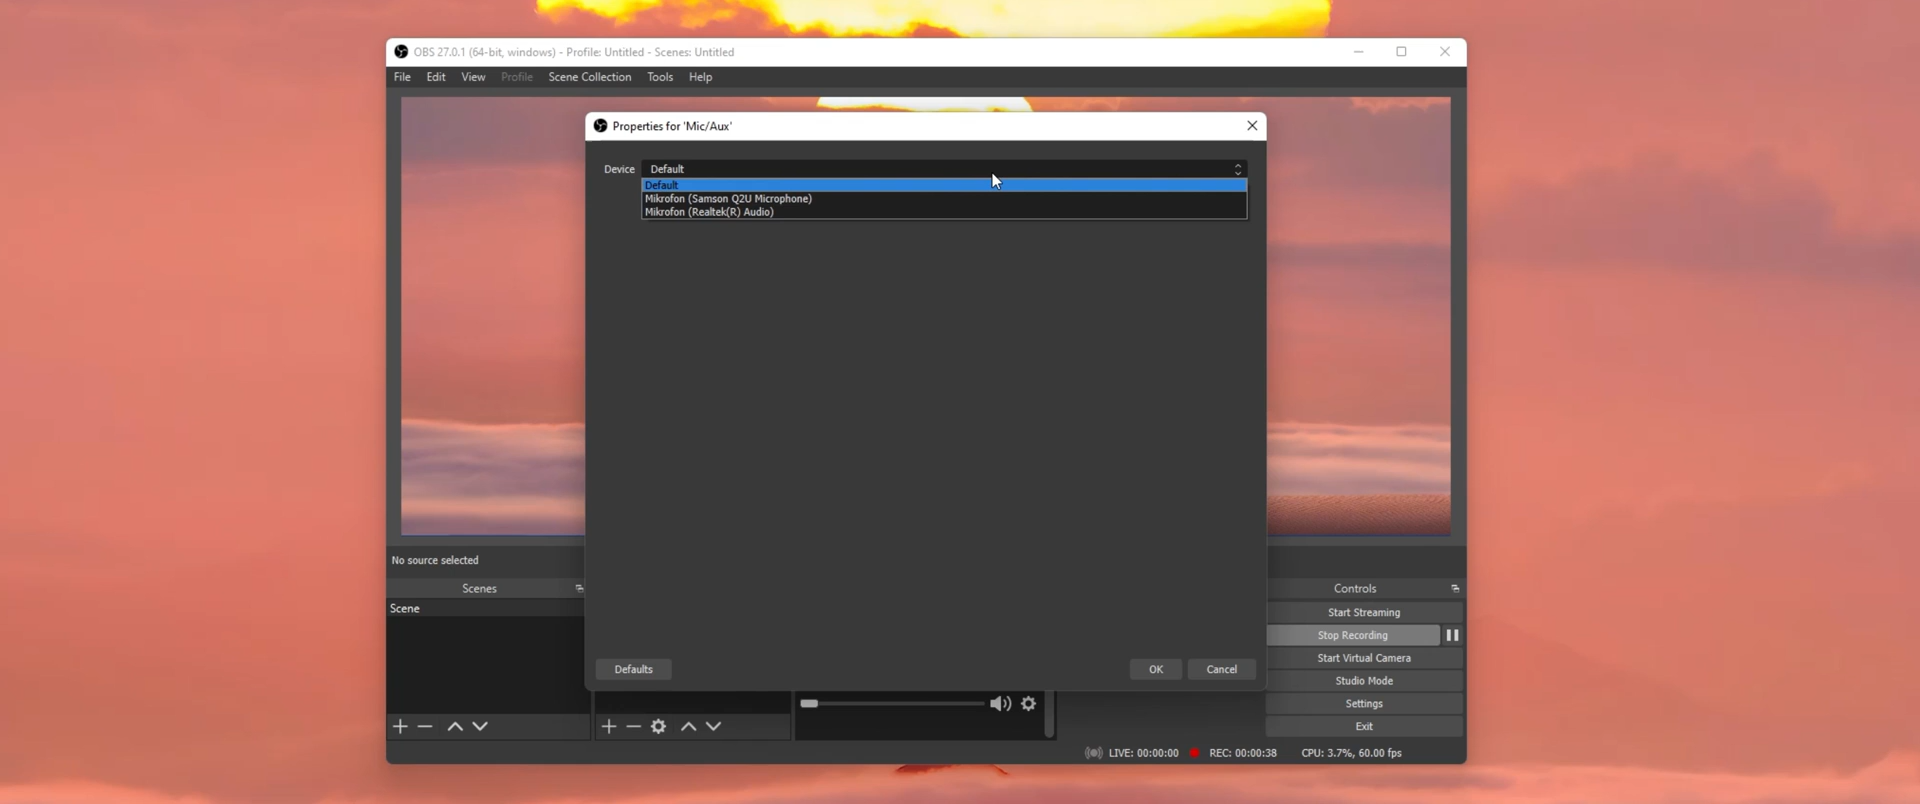 OBS 27.0.1 (64-bit, windows) - Profile: Untitled - Scenes: Untitled
File Edit View Profile Scene Collection Tools Help
Properties for 'Mic/Aux'
Device Default
Default
Mikrofon (Samson Q2U Microphone)
Mikrofon (Realtek(R) Audio)
No source selected
Scenes
Controls
Scene
Start Streaming
Stop Recording
Start Virtual Camera
Defaults OK Cancel
Studio Mode
Settings
Exit
LIVE: 00:00:00 REC: 00:00:38 CPU: 3.7%, 60.00 fps